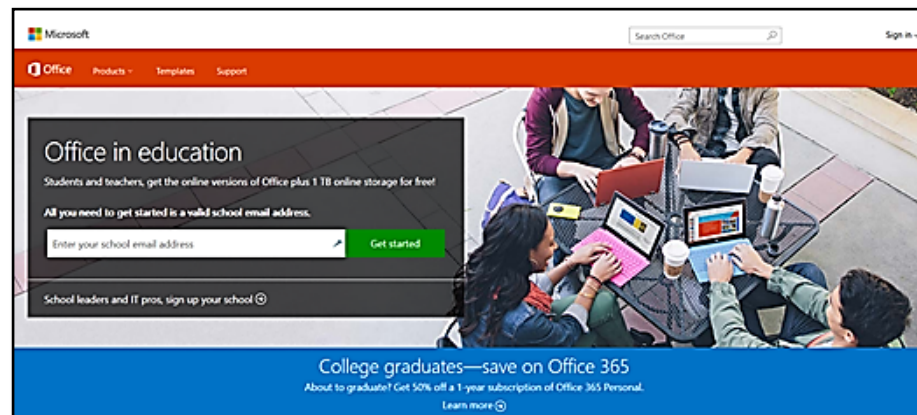 Microsoft
Search Office
Sign in
Office Products Templates Support
Office in education
Students and teachers, get the online versions of Office plus 1 TB online storage for free!
All you need to get started is a valid school email address.
Enter your school email address
Get started
School leaders and IT pros, sign up your school
College graduates—save on Office 365
About to graduate? Get 50% off a 1-year subscription of Office 365 Personal.
Learn more